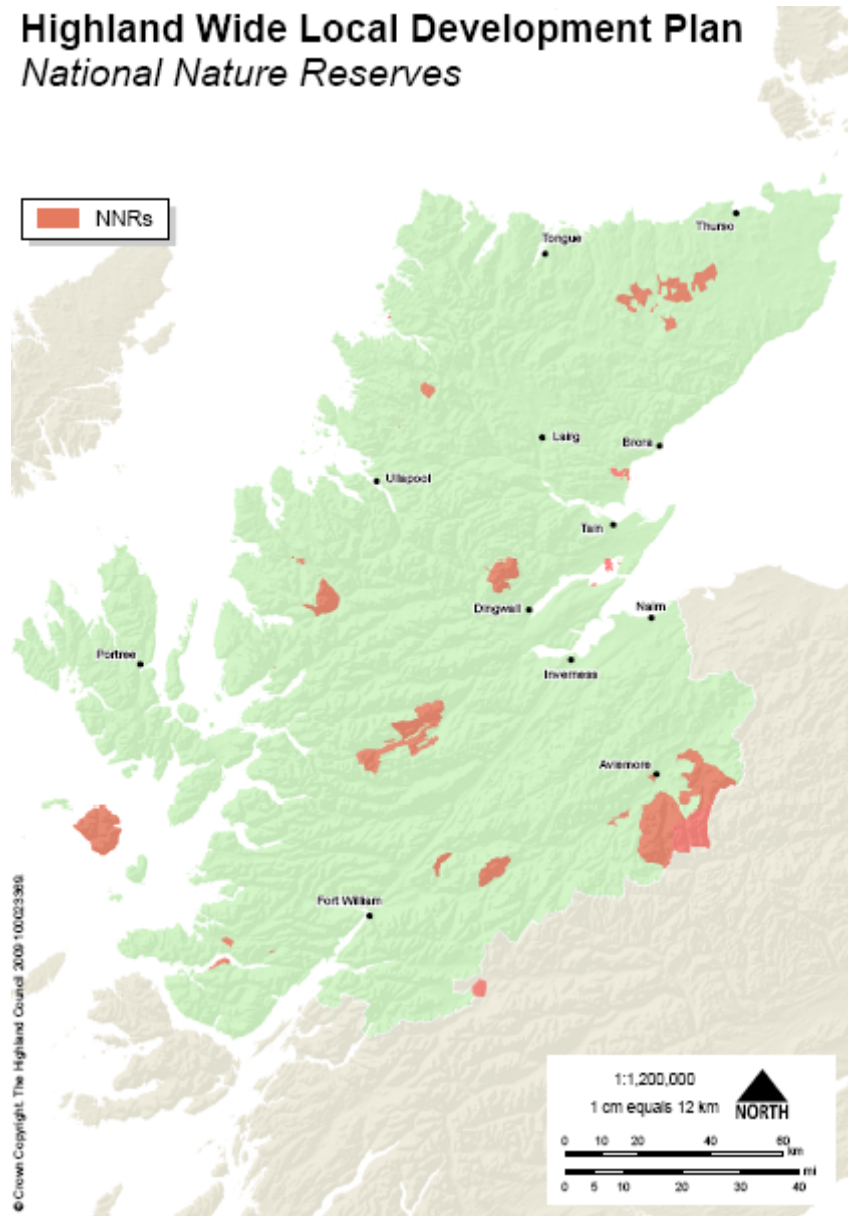 Highland Wide Local Development Plan
National Nature Reserves
NNRs
Thurso
Tongue
Lairg
Brora
Ullapool
Tain
Dingwall
Nairn
Portree
Inverness
Aviemore
Fort William
1:1,200,000
1 cm equals 12 km
NORTH
0 10 20 40 60
km
mi
0 5 10 20 30 40
© Crown Copyright. The Highland Council 2009 100023369.